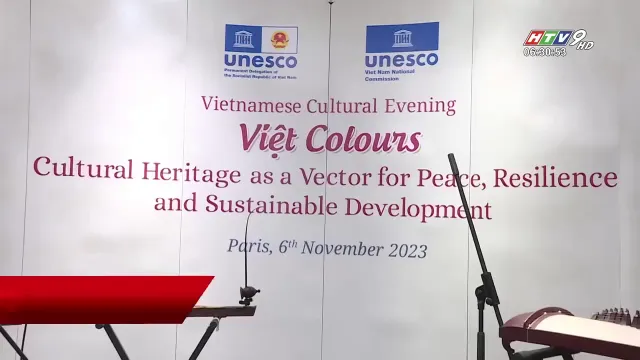 HTV9 HD
06:30:53
unesco
Permanent Delegation of
the Socialist Republic of Viet Nam
unesco
Viet Nam National
Commission
Vietnamese Cultural Evening
Việt Colours
Cultural Heritage as a Vector for Peace, Resilience
and Sustainable Development
Paris, 6th November 2023